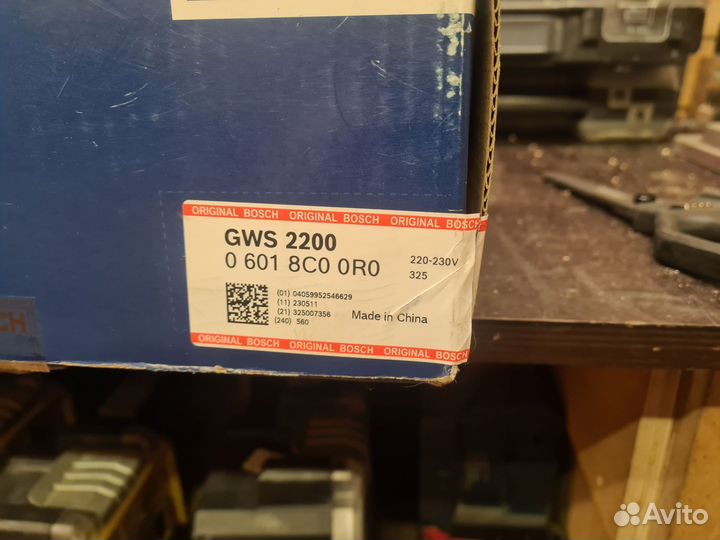 ORIGINAL BOSCH ORIGINAL BOSCH ORIGINAL BOSCH
GWS 2200
0 601 8C0 0R0
220-230V
325
(01) 04059952546629
(11) 230511
(21) 325007356
(240) 560
Made in China
ORIGINAL BOSCH ORIGINAL BOSCH ORIGINAL BOSCH
Avito